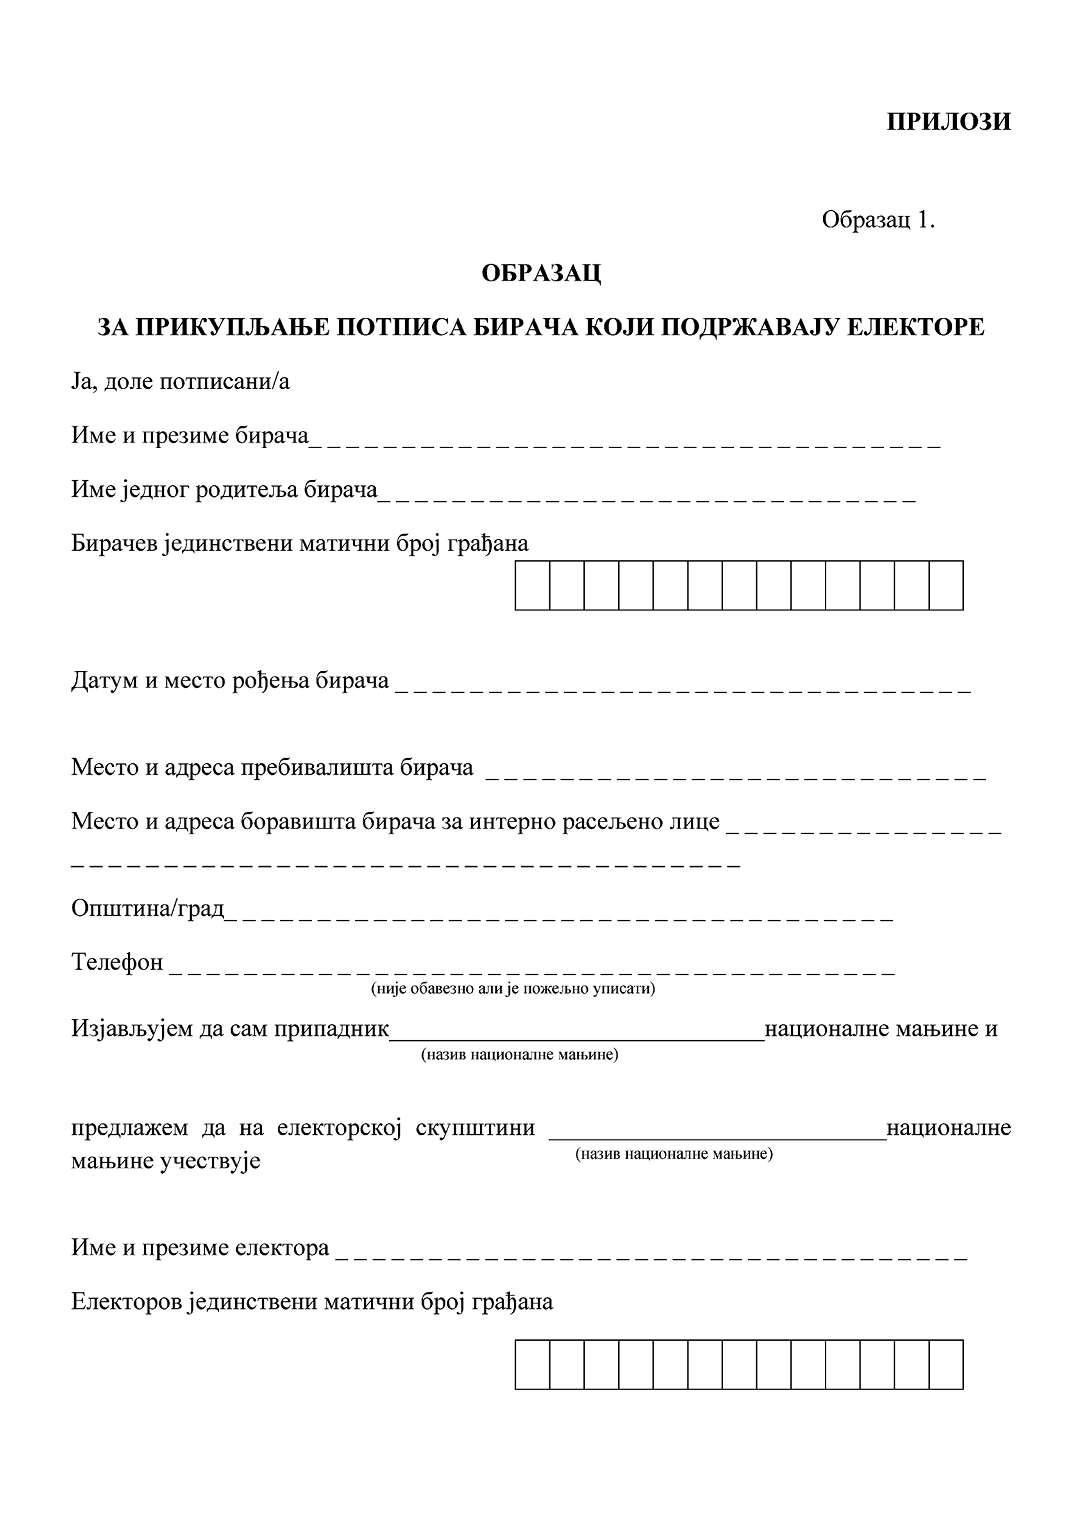 ПРИЛОЗИ
Образац 1.
ОБРАЗАЦ
ЗА ПРИКУПЉАЊЕ ПОТПИСА БИРАЧА КОЈИ ПОДРЖАВАЈУ ЕЛЕКТОРЕ
Ја, доле потписани/а
Име и презиме бирача_ _ _ _ _ _ _ _ _ _ _ _ _ _ _ _ _ _ _ _ _ _ _ _ _ _ _ _ _ _ _ _ _ _
Име једног родитеља бирача_ _ _ _ _ _ _ _ _ _ _ _ _ _ _ _ _ _ _ _ _ _ _ _ _ _ _ _ _
Бирачев јединствени матични број грађана
Датум и место рођења бирача _ _ _ _ _ _ _ _ _ _ _ _ _ _ _ _ _ _ _ _ _ _ _ _ _ _ _ _ _ _ _
Место и адреса пребивалишта бирача _ _ _ _ _ _ _ _ _ _ _ _ _ _ _ _ _ _ _ _ _ _ _ _ _ _ _
Место и адреса боравишта бирача за интерно расељено лице _ _ _ _ _ _ _ _ _ _ _ _ _ _ _
_ _ _ _ _ _ _ _ _ _ _ _ _ _ _ _ _ _ _ _ _ _ _ _ _ _ _ _ _ _ _ _ _ _ _ _
Општина/град_ _ _ _ _ _ _ _ _ _ _ _ _ _ _ _ _ _ _ _ _ _ _ _ _ _ _ _ _ _ _ _ _ _ _ _
Телефон _ _ _ _ _ _ _ _ _ _ _ _ _ _ _ _ _ _ _ _ _ _ _ _ _ _ _ _ _ _ _ _ _ _ _ _ _ _ _
(није обавезно али је пожељно уписати)
Изјављујем да сам припадник______________________________националне мањине и
(назив националне мањине)
предлажем да на електорској скупштини ___________________________националне
мањине учествује
(назив националне мањине)
Име и презиме електора _ _ _ _ _ _ _ _ _ _ _ _ _ _ _ _ _ _ _ _ _ _ _ _ _ _ _ _ _ _ _ _ _ _
Електоров јединствени матични број грађана